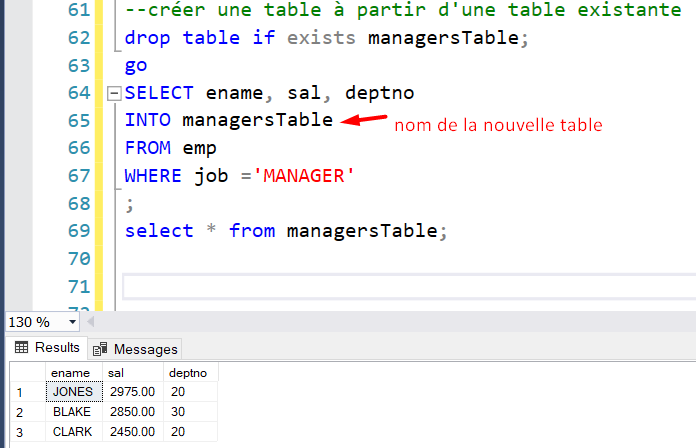 61 --créer une table à partir d'une table existante
62 drop table if exists managersTable;
63 go
64 SELECT ename, sal, deptno
65 INTO managersTable nom de la nouvelle table
66 FROM emp
67 WHERE job ='MANAGER'
68 ;
69 select * from managersTable;
70
71
130 %
Results Messages
ename sal deptno
1 JONES 2975.00 20
2 BLAKE 2850.00 30
3 CLARK 2450.00 20